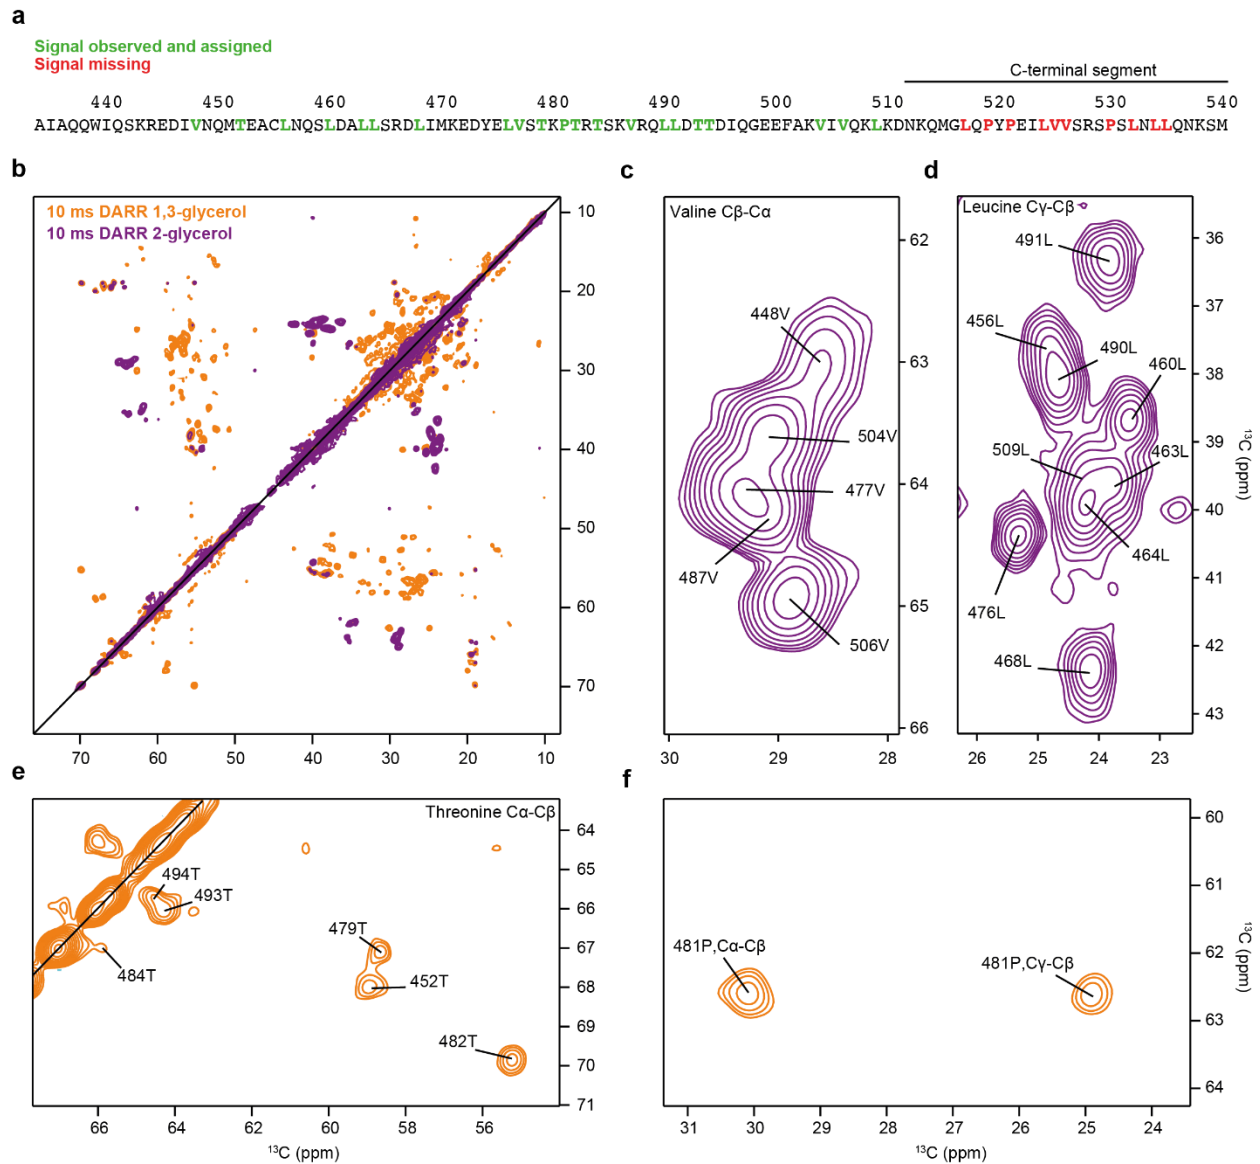 a
Signal observed and assigned
Signal missing
C-terminal segment
440 450 460 470 480 490 500 510 520 530 540
AIAQQWIQSKREDIVNQMTEACLNQSLDALLSRDLIMKEDYELVSTKPTRTSKVRQLLDTTDIQGEEFAKVIVQKLKDNKQMGLQPYPEILVVSRSPSLNLLQNKSM
b
10 ms DARR 1,3-glycerol
10 ms DARR 2-glycerol
10
20
30
40
50
60
70
70 60 50 40 30 20 10
c
Valine Cβ-Cα
448V
504V
477V
487V
506V
62
63
64
65
66
30 29 28
d
Leucine Cγ-Cβ
491L
456L
490L
460L
509L
463L
464L
476L
468L
36
37
38
39
40
41
42
43
13C (ppm)
26 25 24 23
e
Threonine Cα-Cβ
494T
493T
484T
479T
452T
482T
64
65
66
67
68
69
70
71
66 64 62 60 58 56
13C (ppm)
f
481P,Cα-Cβ
481P,Cγ-Cβ
60
61
62
63
64
13C (ppm)
31 30 29 28 27 26 25 24
13C (ppm)